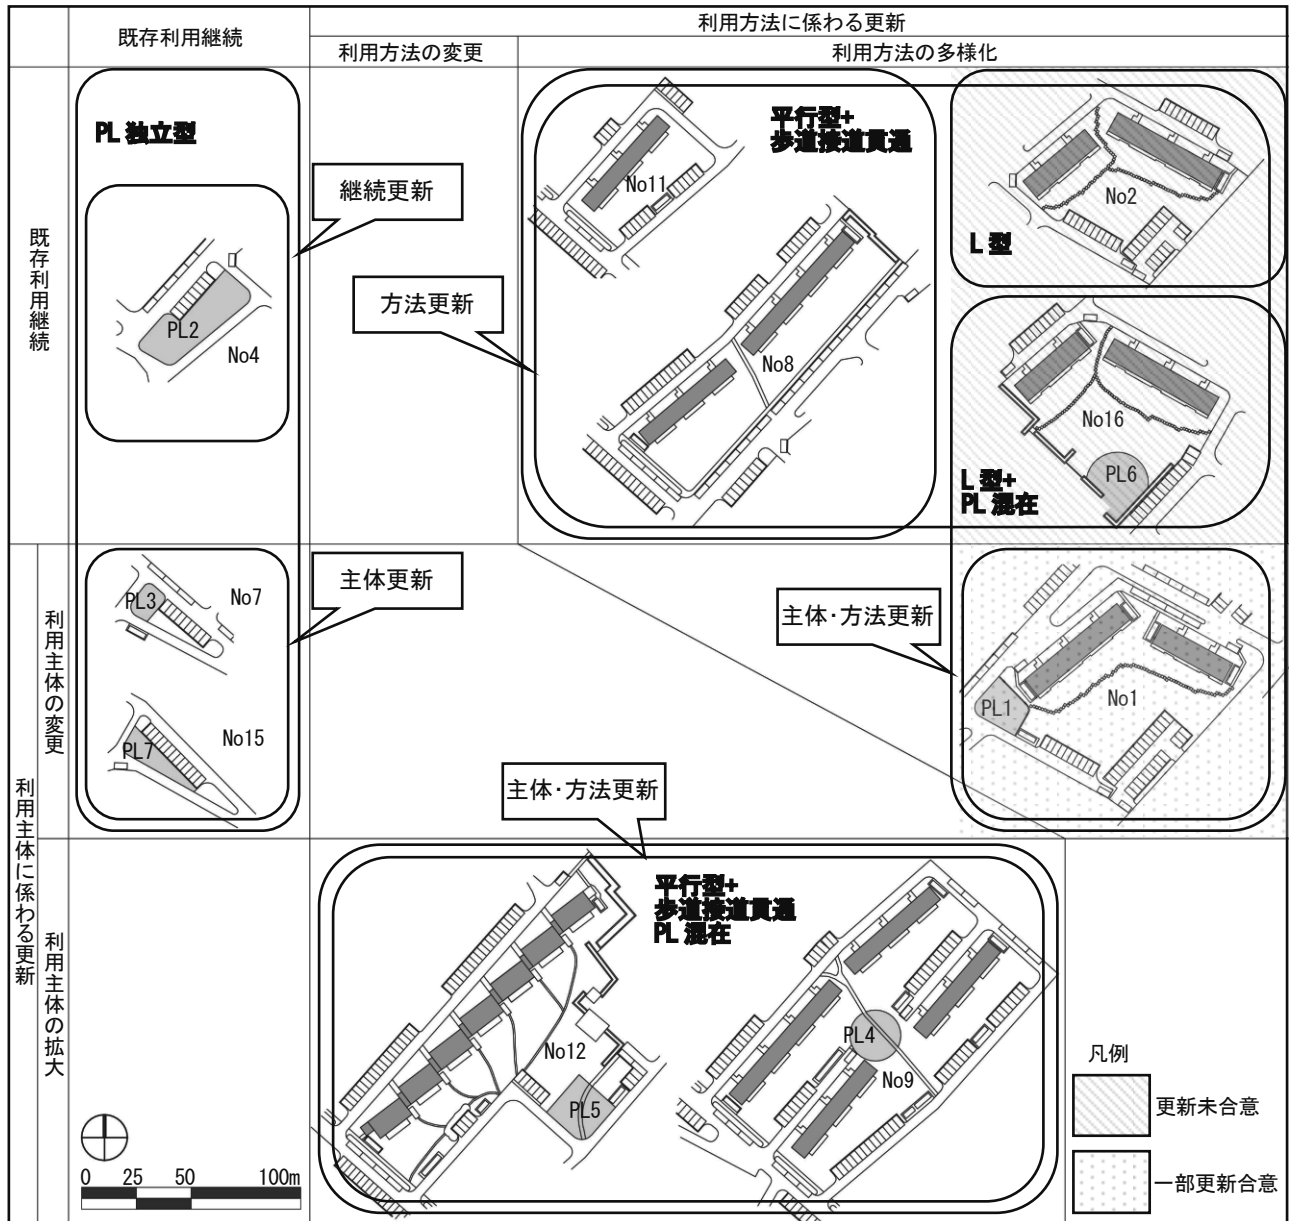 既存利用継続
利用方法に係わる更新
利用方法の変更
利用方法の多様化
既存利用継続
PL 独立型
継続更新
PL2
No4
方法更新
平行型+
歩道接道貫通
No11
No8
No2
L 型
No16
PL6
L 型+
PL 混在
利用主体に係わる更新
利用主体の変更
PL3
No7
主体更新
PL7
No15
主体・方法更新
PL1
No1
利用主体の拡大
主体・方法更新
平行型+
歩道接道貫通
PL 混在
No12
PL5
PL4
No9
凡例
更新未合意
一部更新合意
0 25 50 100m